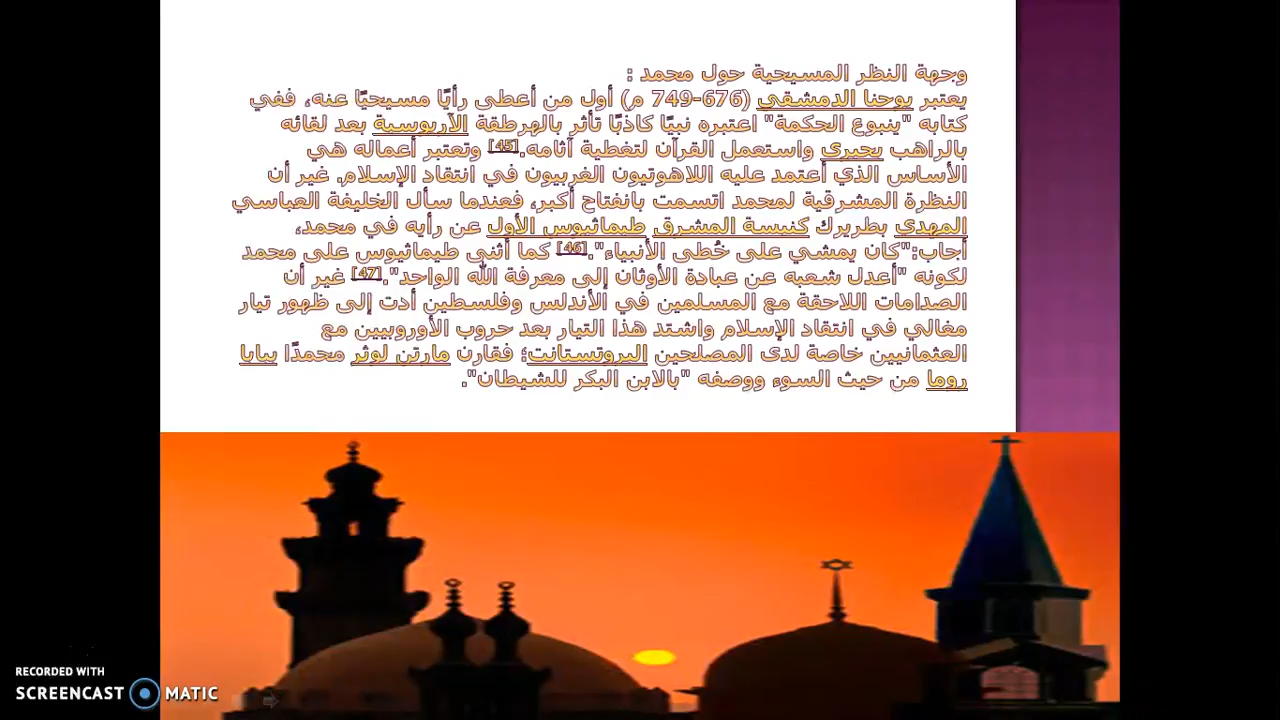 وجهة النظر المسيحية حول محمد :
يعتبر يوحنا الدمشقي (676-749 م) أول من أعطى رأيًا مسيحيًا عنه، ففي
كتابه "ينبوع الحكمة" اعتبره نبيًا كاذبًا تأثر بالهرطقة الآريوسية بعد لقائه
بالراهب بحيرى واستعمل القرآن لتغطية آثامه.[45] وتعتبر أعماله هي
الأساس الذي أعتمد عليه اللاهوتيون الغربيون في انتقاد الإسلام. غير أن
النظرة المشرقية لمحمد اتسمت بانفتاح أكبر، فعندما سأل الخليفة العباسي
المهدي بطريرك كنيسة المشرق طيماثيوس الأول عن رأيه في محمد،
أجاب:"كان يمشي على خُطى الأنبياء".[46] كما أثنى طيماثيوس على محمد
لكونه "أعدل شعبه عن عبادة الأوثان إلى معرفة الله الواحد".[47] غير أن
الصدامات اللاحقة مع المسلمين في الأندلس وفلسطين أدت إلى ظهور تيار
مغالي في انتقاد الإسلام واشتد هذا التيار بعد حروب الأوروبيين مع
العثمانيين خاصة لدى المصلحين البروتستانت؛ فقارن مارتن لوثر محمدًا ببابا
روما من حيث السوء ووصفه "بالابن البكر للشيطان".
RECORDED WITH
SCREENCAST MATIC